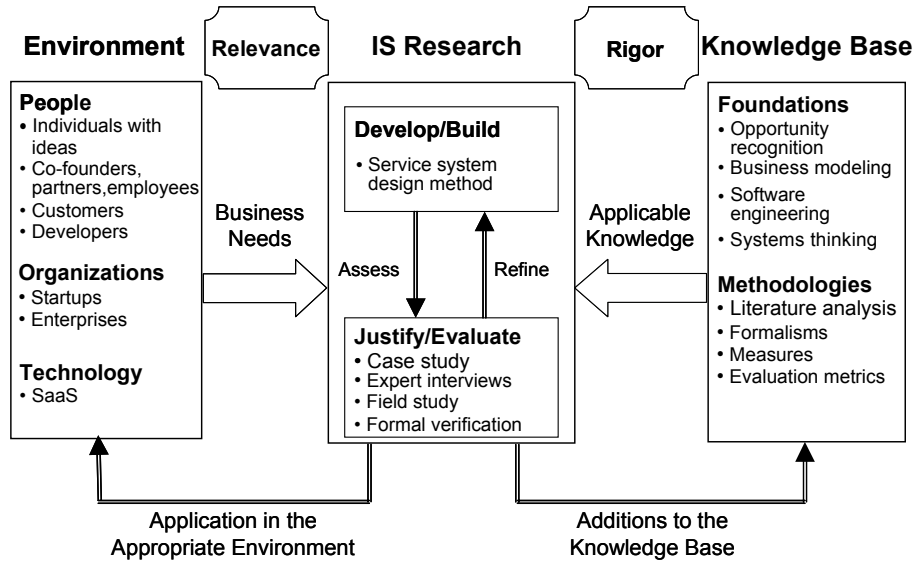 Environment
Relevance
IS Research
Rigor
Knowledge Base
People
• Individuals with
ideas
• Co-founders,
partners,employees
• Customers
• Developers
Organizations
• Startups
• Enterprises
Technology
• SaaS
Business
Needs
Develop/Build
• Service system
design method
Assess
Refine
Justify/Evaluate
• Case study
• Expert interviews
• Field study
• Formal verification
Applicable
Knowledge
Foundations
• Opportunity
recognition
• Business modeling
• Software
engineering
• Systems thinking
Methodologies
• Literature analysis
• Formalisms
• Measures
• Evaluation metrics
Application in the
Appropriate Environment
Additions to the
Knowledge Base